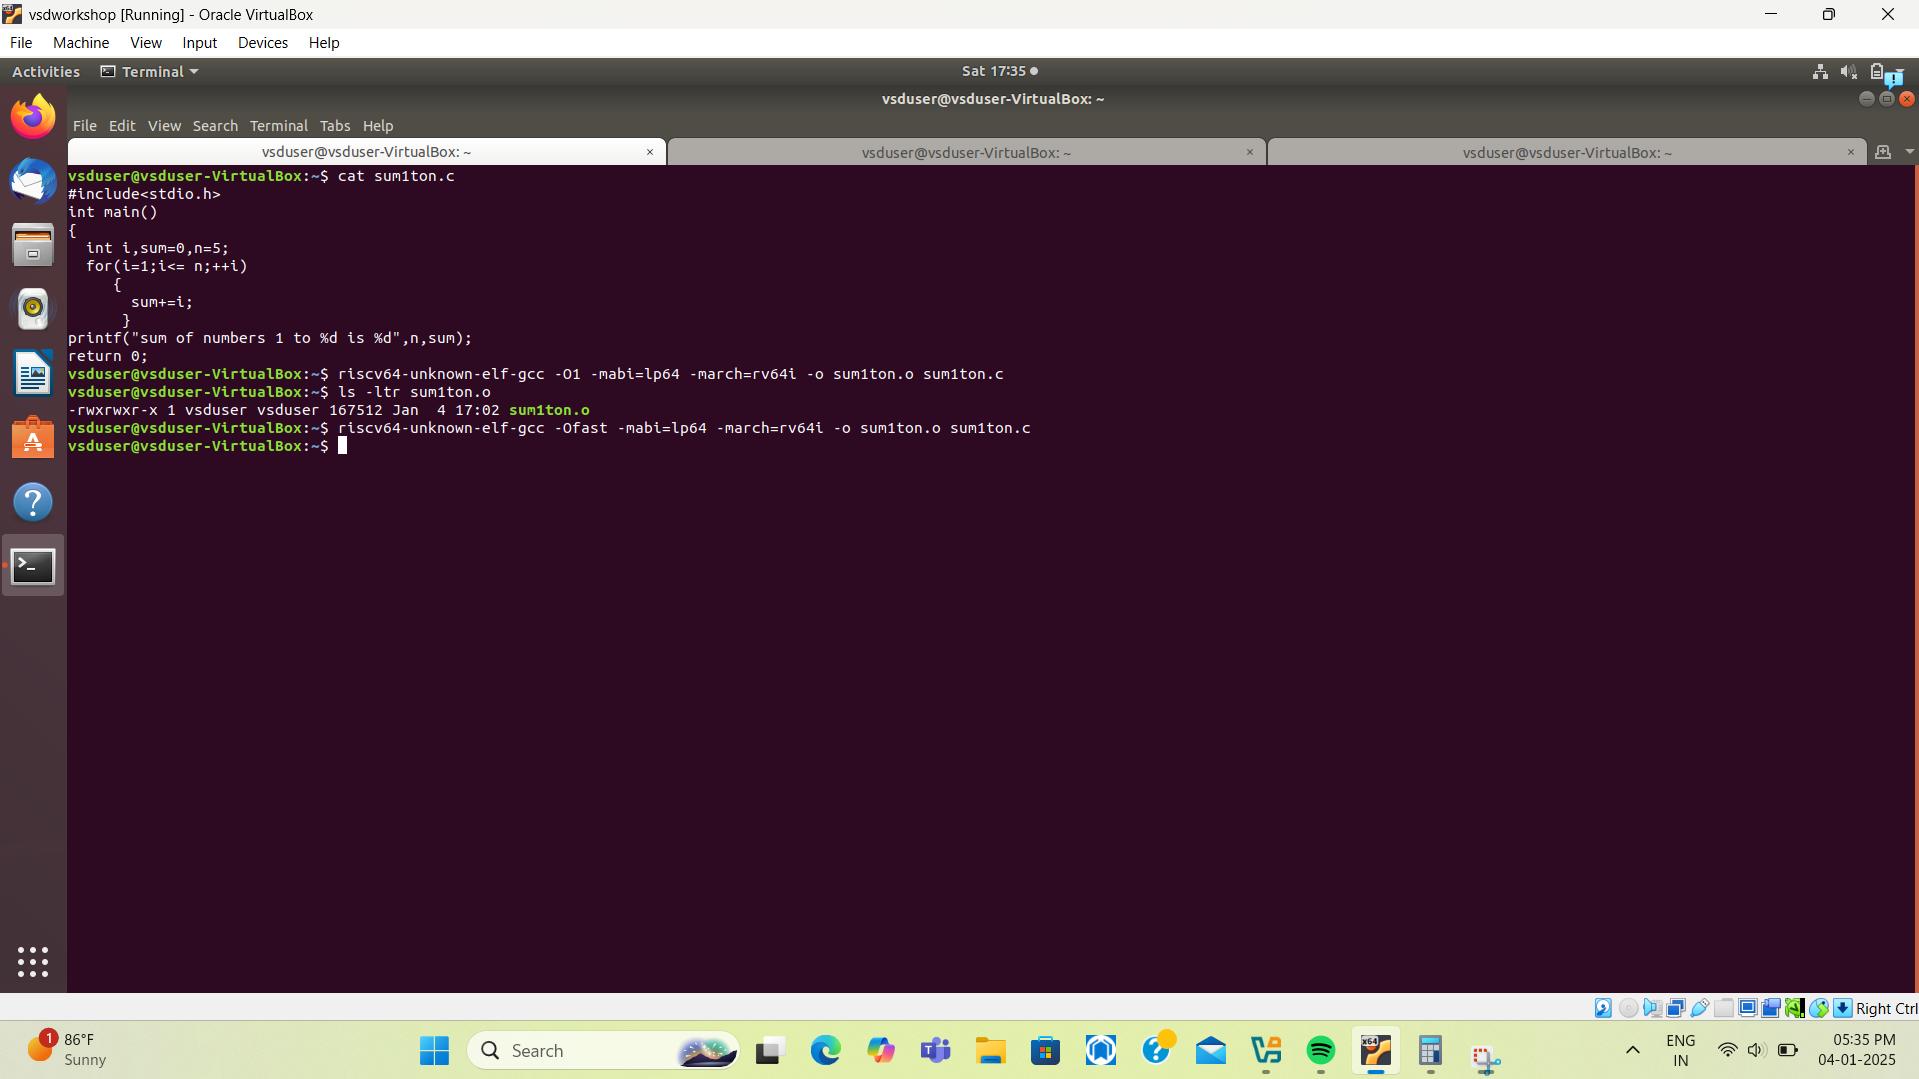 vsdworkshop [Running] - Oracle VirtualBox
File Machine View Input Devices Help
Activities Terminal Sat 17:35
vsduser@vsduser-VirtualBox: ~
File Edit View Search Terminal Tabs Help
vsduser@vsduser-VirtualBox: ~ × vsduser@vsduser-VirtualBox: ~ × vsduser@vsduser-VirtualBox: ~ ×
vsduser@vsduser-VirtualBox:~$ cat sum1ton.c
#include<stdio.h>
int main()
{
  int i,sum=0,n=5;
  for(i=1;i<= n;++i)
     {
       sum+=i;
      }
printf("sum of numbers 1 to %d is %d",n,sum);
return 0;
vsduser@vsduser-VirtualBox:~$ riscv64-unknown-elf-gcc -O1 -mabi=lp64 -march=rv64i -o sum1ton.o sum1ton.c
vsduser@vsduser-VirtualBox:~$ ls -ltr sum1ton.o
-rwxrwxr-x 1 vsduser vsduser 167512 Jan  4 17:02 sum1ton.o
vsduser@vsduser-VirtualBox:~$ riscv64-unknown-elf-gcc -Ofast -mabi=lp64 -march=rv64i -o sum1ton.o sum1ton.c
vsduser@vsduser-VirtualBox:~$
Right Ctrl
1 86°F
Sunny
Search
x64
ENG
IN
05:35 PM
04-01-2025